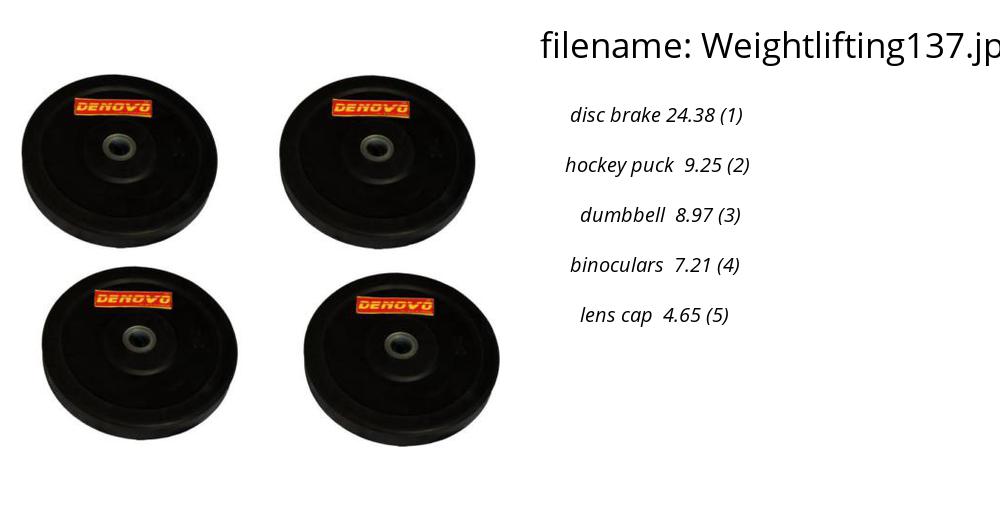 DENOVO
DENOVO
DENOVO
DENOVO
filename: Weightlifting137.jp
disc brake 24.38 (1)
hockey puck 9.25 (2)
dumbbell 8.97 (3)
binoculars 7.21 (4)
lens cap 4.65 (5)